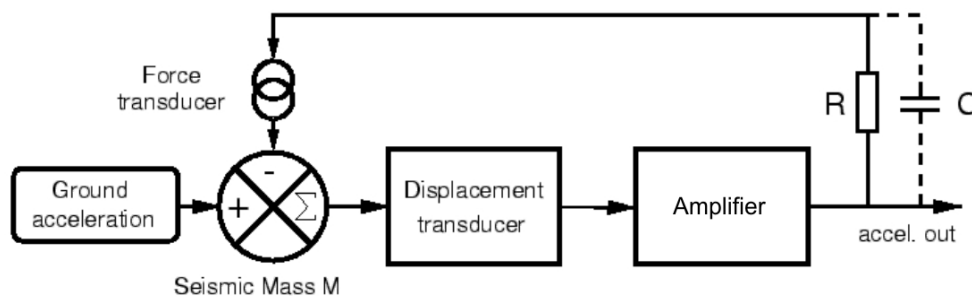 Force
transducer
R
C
-
Ground
acceleration
+
Σ
Displacement
transducer
Amplifier
accel. out
Seismic Mass M